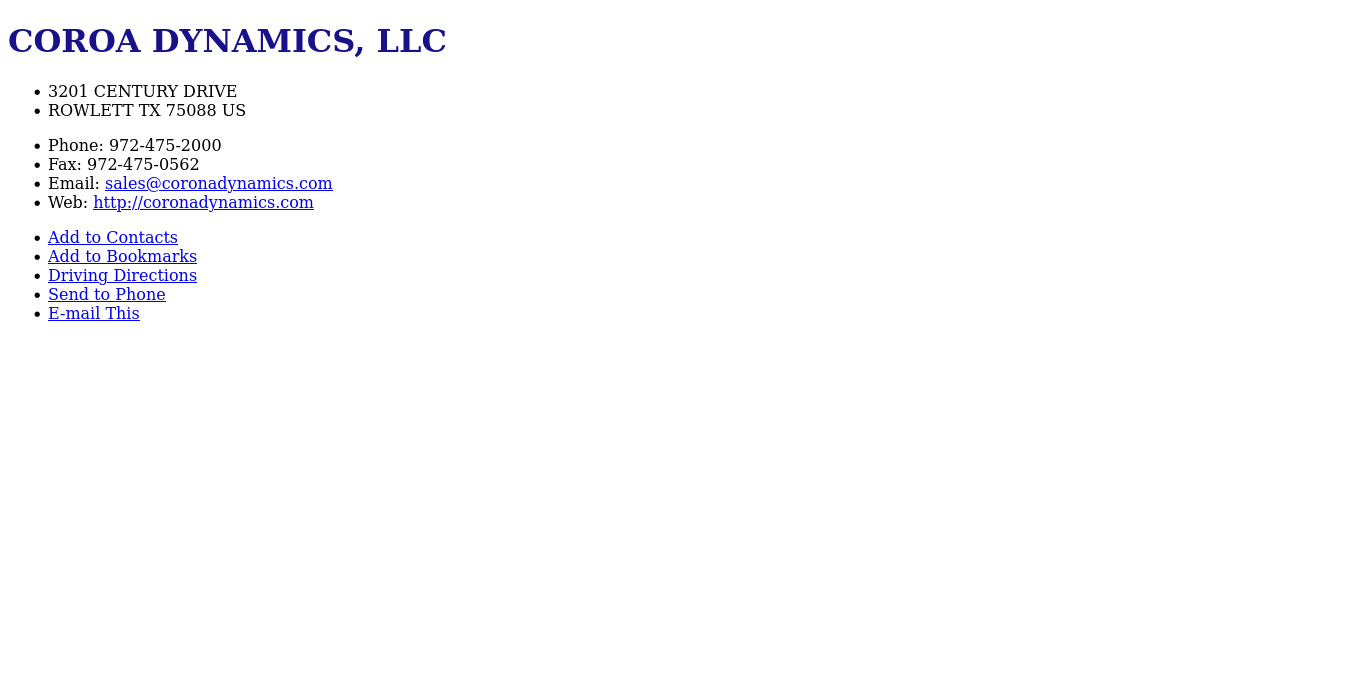 COROA DYNAMICS, LLC
3201 CENTURY DRIVE
ROWLETT TX 75088 US
Phone: 972-475-2000
Fax: 972-475-0562
Email: sales@coronadynamics.com
Web: http://coronadynamics.com
Add to Contacts
Add to Bookmarks
Driving Directions
Send to Phone
E-mail This